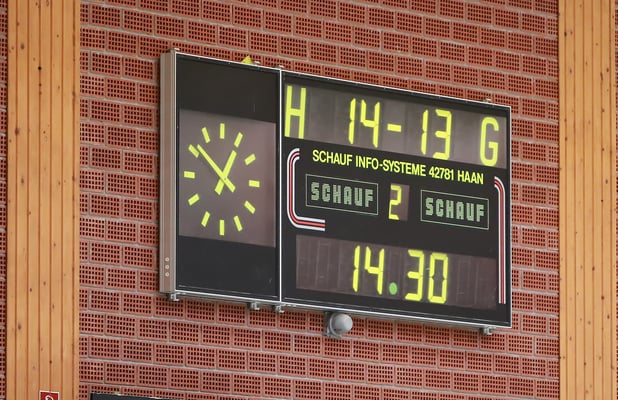 H 14-13 G
SCHAUF INFO-SYSTEME 42781 HAAN
SCHAUF 2 SCHAUF
14.30